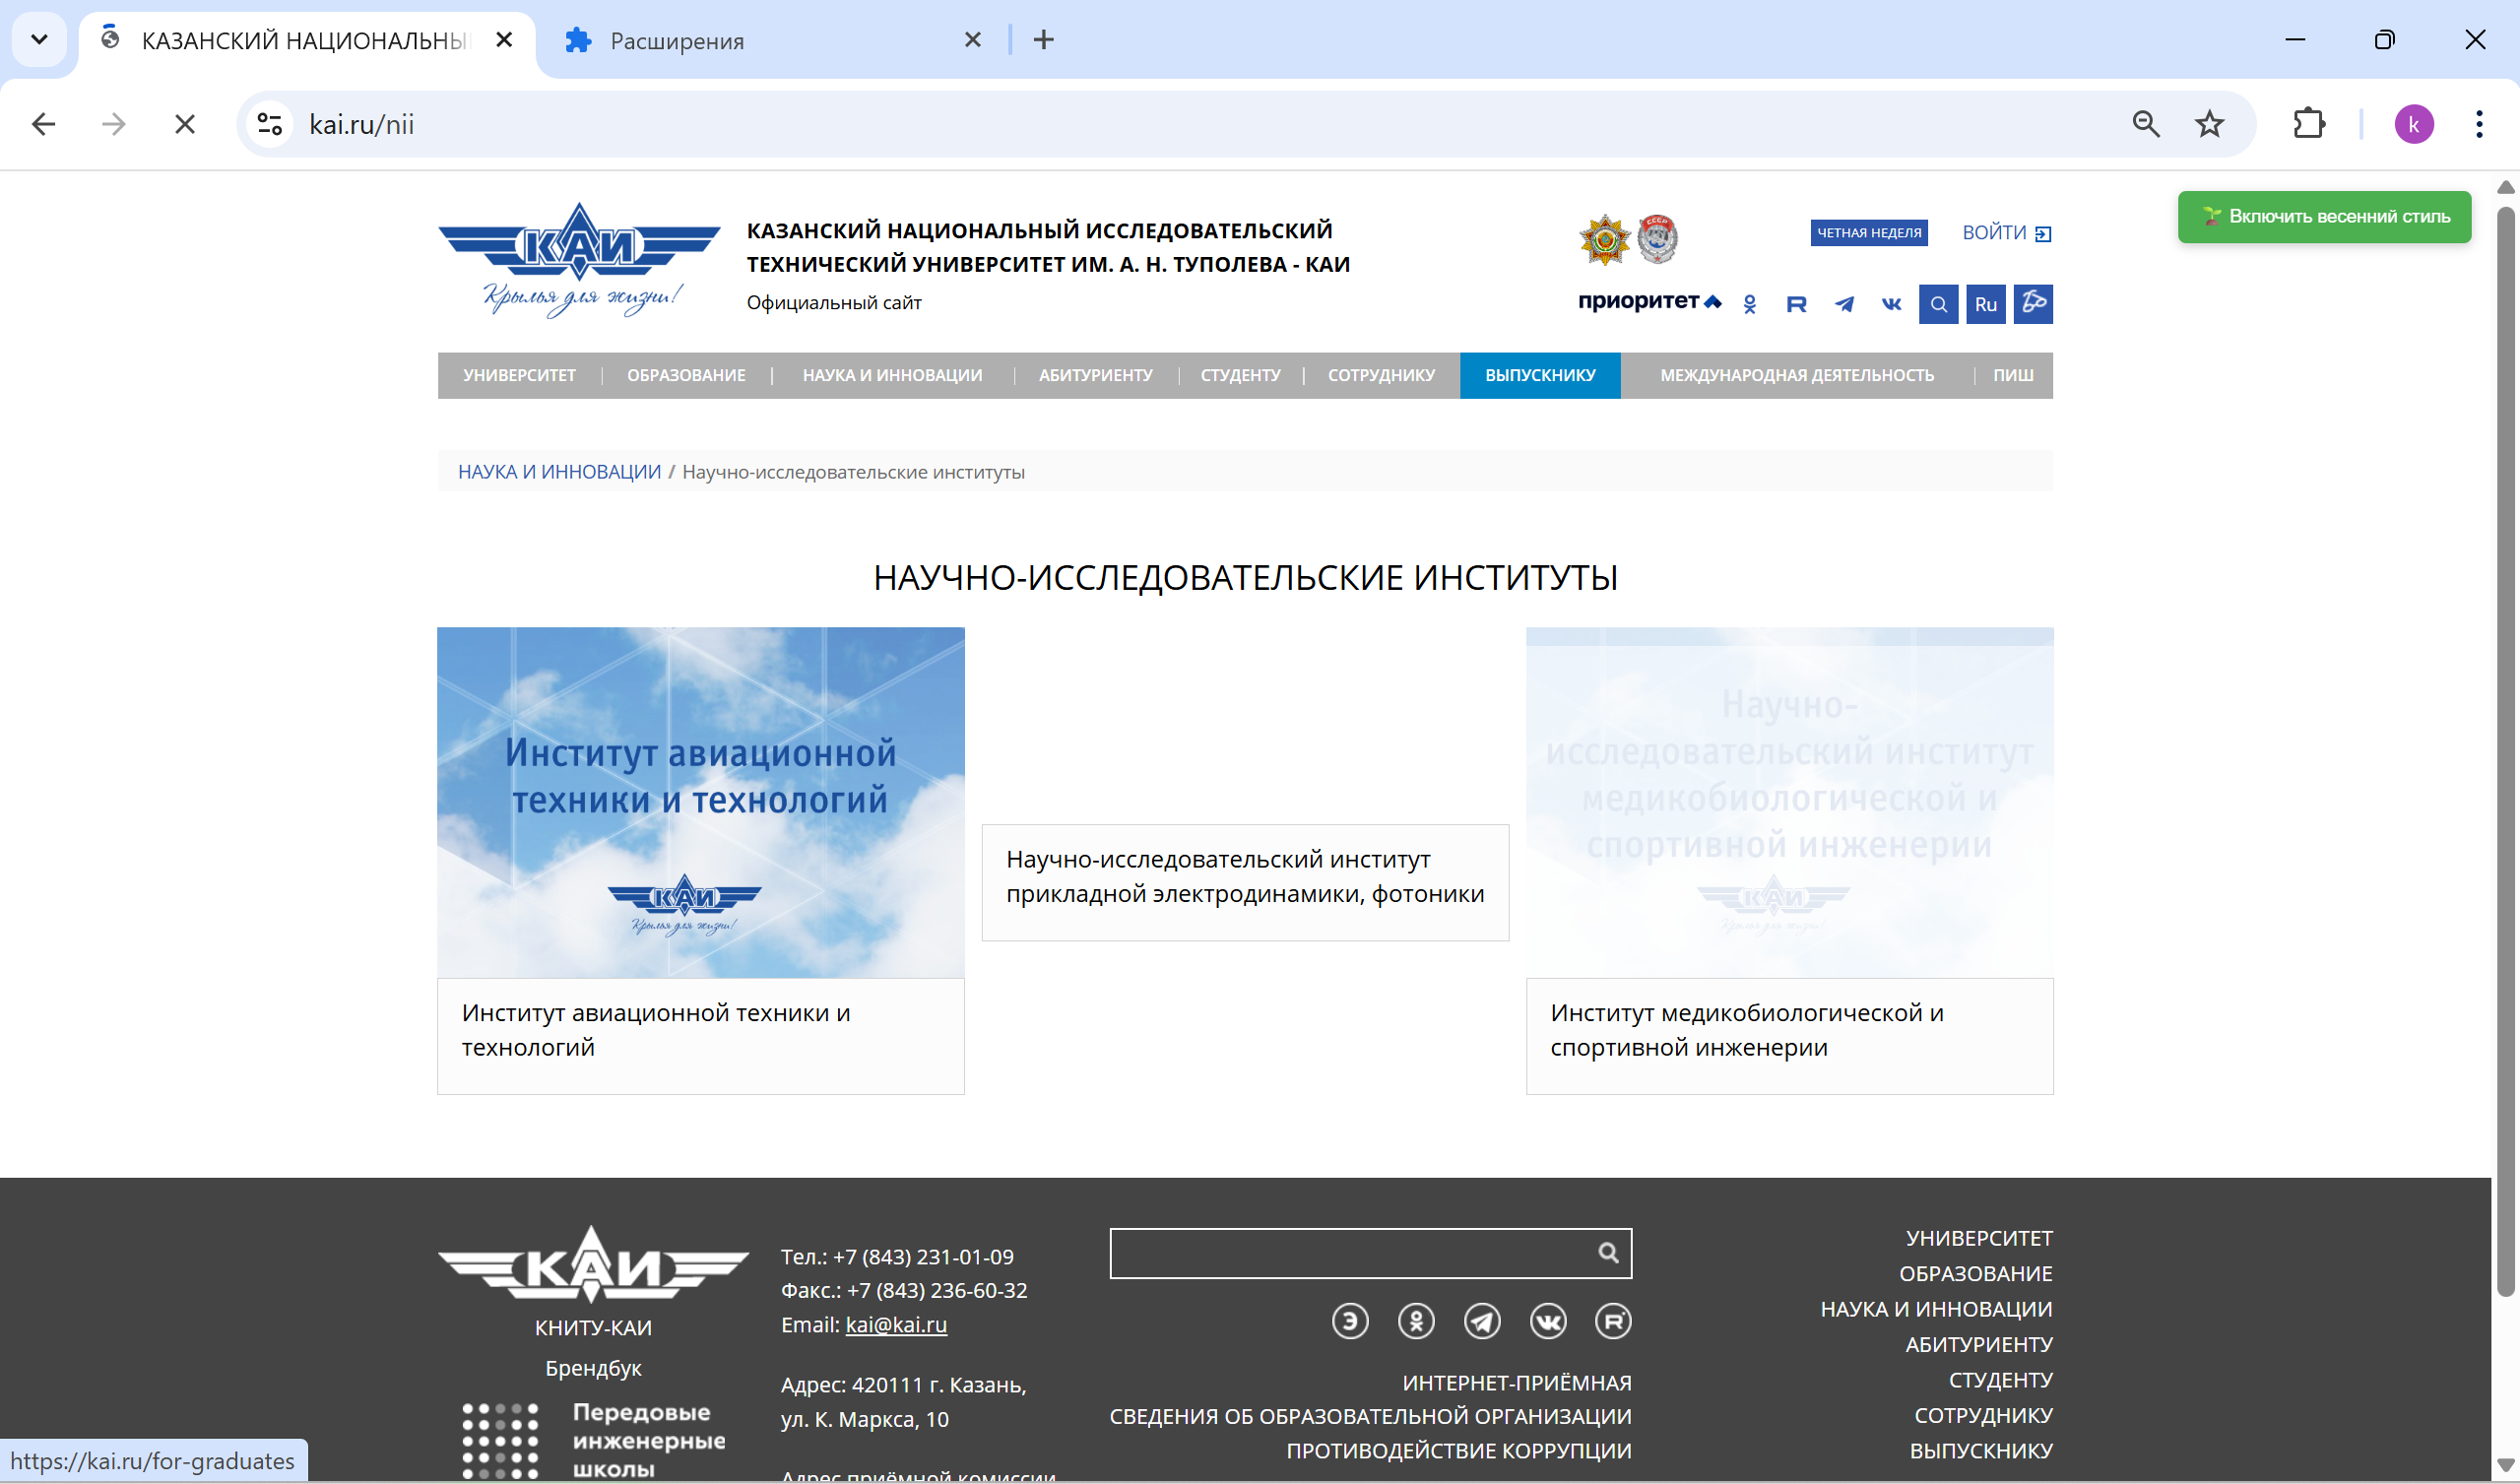 КАЗАНСКИЙ НАЦИОНАЛЬНЫ
Расширения
kai.ru/nii
k
КАИ
Крылья для жизни!
КАЗАНСКИЙ НАЦИОНАЛЬНЫЙ ИССЛЕДОВАТЕЛЬСКИЙ
ТЕХНИЧЕСКИЙ УНИВЕРСИТЕТ ИМ. А. Н. ТУПОЛЕВА - КАИ
Официальный сайт
ЧЕТНАЯ НЕДЕЛЯ
ВОЙТИ
🌱 Включить весенний стиль
приоритет
Ru
УНИВЕРСИТЕТ | ОБРАЗОВАНИЕ | НАУКА И ИННОВАЦИИ | АБИТУРИЕНТУ | СТУДЕНТУ | СОТРУДНИКУ ВЫПУСКНИКУ МЕЖДУНАРОДНАЯ ДЕЯТЕЛЬНОСТЬ | ПИШ
НАУКА И ИННОВАЦИИ / Научно-исследовательские институты
НАУЧНО-ИССЛЕДОВАТЕЛЬСКИЕ ИНСТИТУТЫ
Институт авиационной
техники и технологий
КАИ
Крылья для жизни!
Институт авиационной техники и
технологий
Научно-исследовательский институт
прикладной электродинамики, фотоники
Научно-
исследовательский институт
медикобиологической и
спортивной инженерии
КАИ
Крылья для жизни!
Институт медикобиологической и
спортивной инженерии
КАИ
КНИТУ-КАИ
Брендбук
Передовые
инженерные
школы
Тел.: +7 (843) 231-01-09
Факс.: +7 (843) 236-60-32
Email: kai@kai.ru
Адрес: 420111 г. Казань,
ул. К. Маркса, 10
Адрес приёмной комиссии
ИНТЕРНЕТ-ПРИЁМНАЯ
СВЕДЕНИЯ ОБ ОБРАЗОВАТЕЛЬНОЙ ОРГАНИЗАЦИИ
ПРОТИВОДЕЙСТВИЕ КОРРУПЦИИ
УНИВЕРСИТЕТ
ОБРАЗОВАНИЕ
НАУКА И ИННОВАЦИИ
АБИТУРИЕНТУ
СТУДЕНТУ
СОТРУДНИКУ
ВЫПУСКНИКУ
https://kai.ru/for-graduates